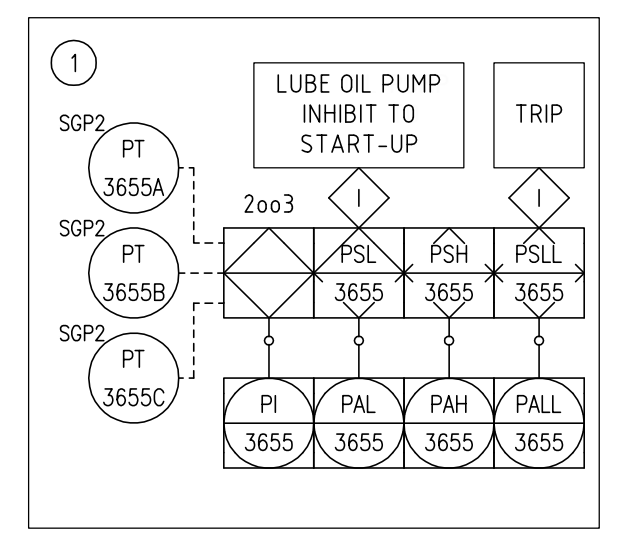 1
LUBE OIL PUMP
INHIBIT TO
START-UP
TRIP
SGP2
PT
3655A
SGP2
PT
3655B
SGP2
PT
3655C
2oo3
I
I
PSL
3655
PSH
3655
PSLL
3655
PI
3655
PAL
3655
PAH
3655
PALL
3655